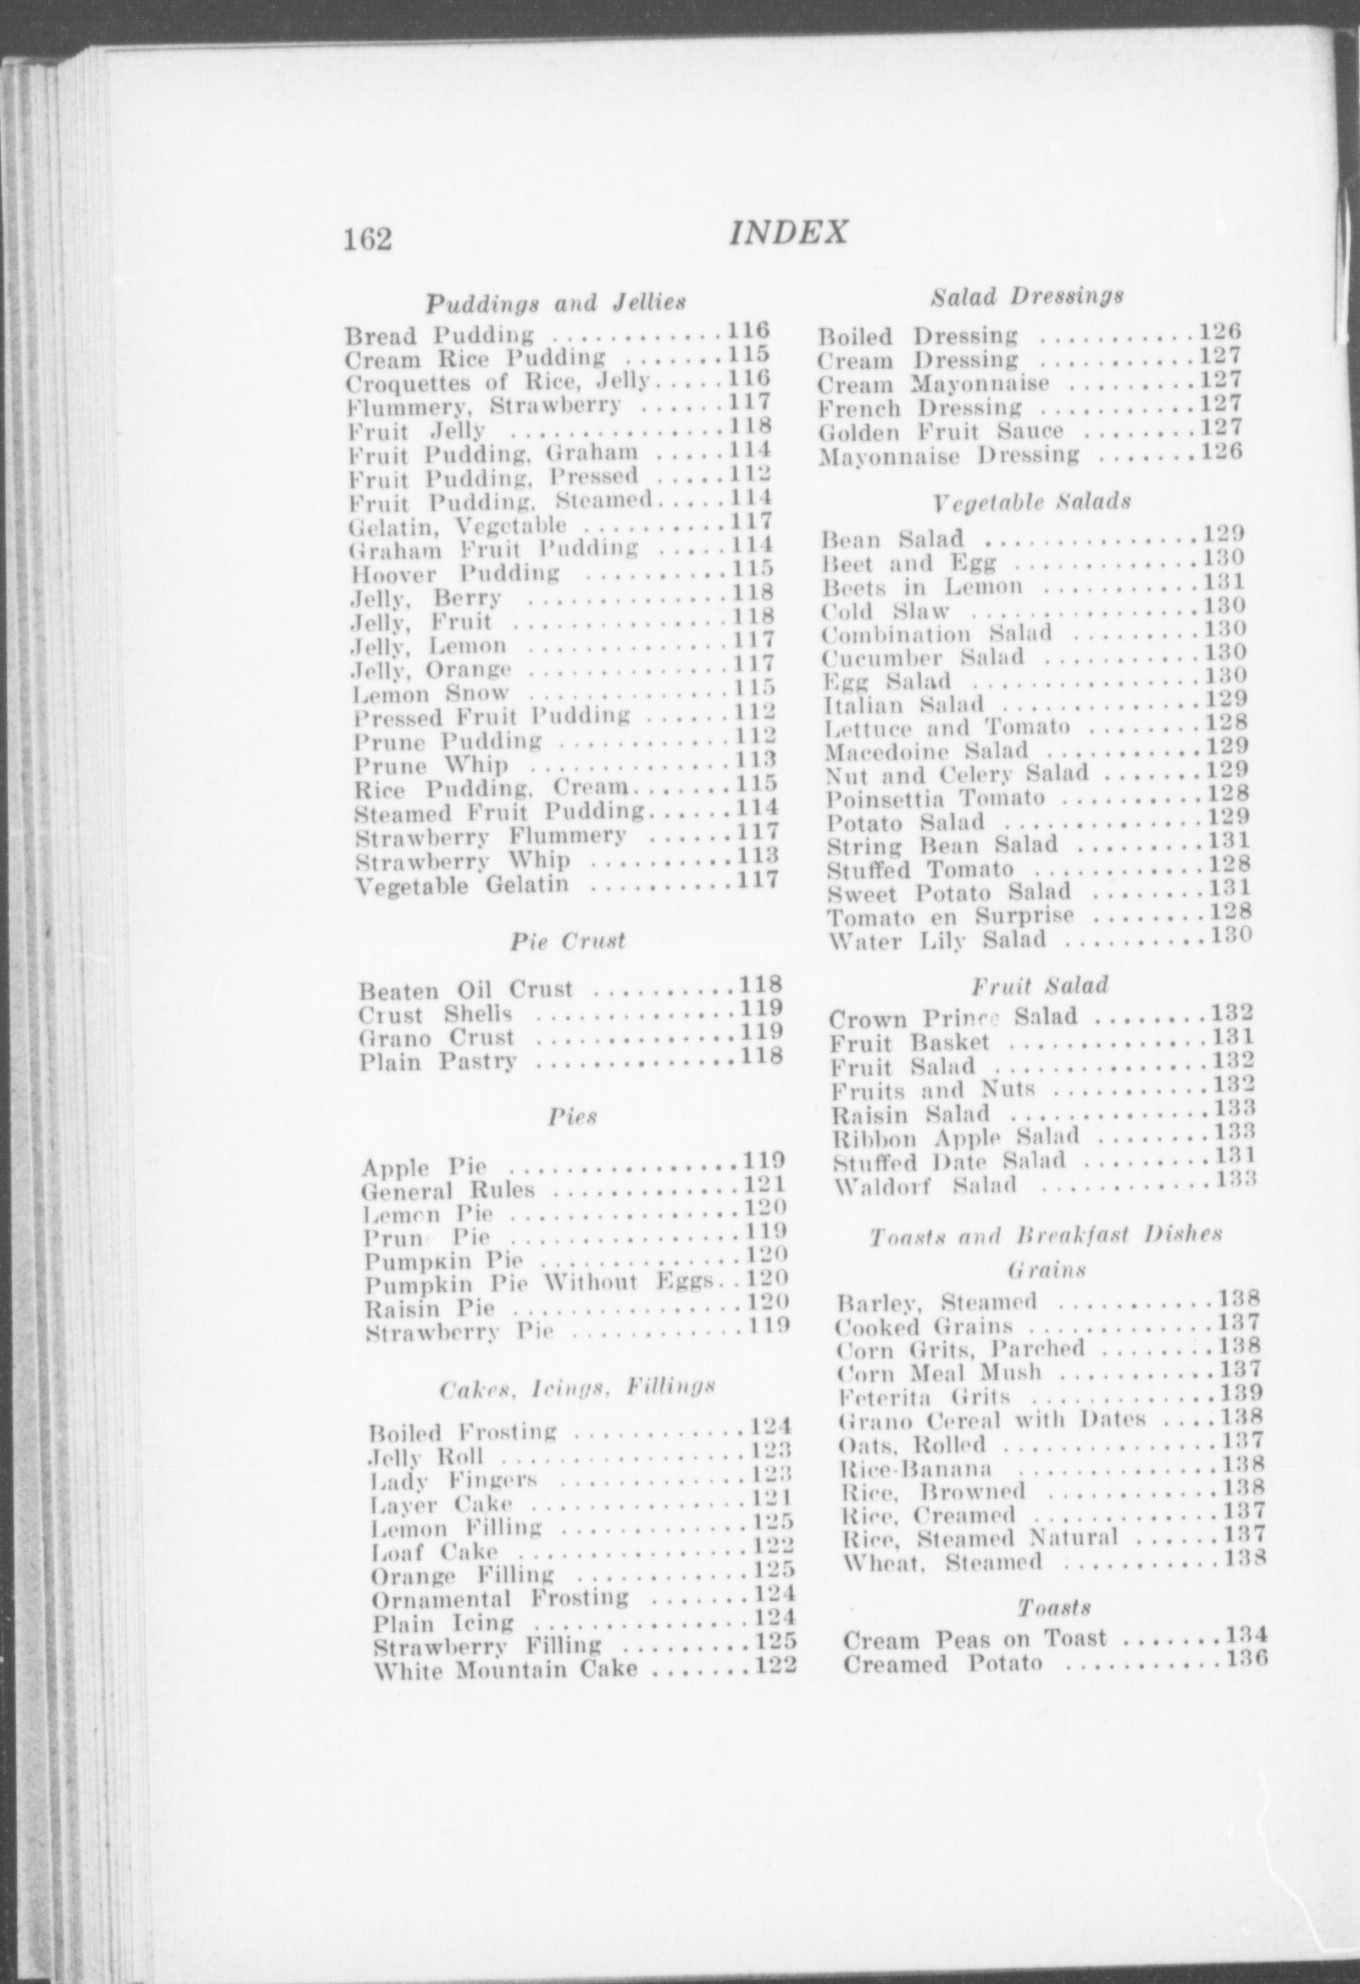 162
INDEX
Puddings and Jellies
Bread Pudding ............116
Cream Rice Pudding .......115
Croquettes of Rice, Jelly.....116
Flummery, Strawberry ......117
Fruit Jelly ...............118
Fruit Pudding, Graham .....114
Fruit Pudding, Pressed .....112
Fruit Pudding, Steamed.....114
Gelatin, Vegetable ..........117
Graham Fruit Pudding .....114
Hoover Pudding ..........115
Jelly, Berry ..............118
Jelly, Fruit ...............118
Jelly, Lemon ..............117
Jelly, Orange ..............117
Lemon Snow ..............115
Pressed Fruit Pudding ......112
Prune Pudding ............112
Prune Whip ..............113
Rice Pudding, Cream.......115
Steamed Fruit Pudding......114
Strawberry Flummery ......117
Strawberry Whip ..........113
Vegetable Gelatin ..........117
Pie Crust
Beaten Oil Crust ..........118
Crust Shells ..............119
Grano Crust ..............119
Plain Pastry ..............118
Pies
Apple Pie ................119
General Rules .............121
Lemon Pie ................120
Prun Pie ................119
Pumpkin Pie ..............120
Pumpkin Pie Without Eggs..120
Raisin Pie ................120
Strawberry Pie ............119
Cakes, Icings, Fillings
Boiled Frosting ............124
Jelly Roll .................123
Lady Fingers .............123
Layer Cake ...............121
Lemon Filling .............125
Loaf Cake ................122
Orange Filling ............125
Ornamental Frosting .......124
Plain Icing ...............124
Strawberry Filling .........125
White Mountain Cake .......122
Salad Dressings
Boiled Dressing ...........126
Cream Dressing ...........127
Cream Mayonnaise .........127
French Dressing ...........127
Golden Fruit Sauce ........127
Mayonnaise Dressing .......126
Vegetable Salads
Bean Salad ...............129
Beet and Egg .............130
Beets in Lemon ...........131
Cold Slaw ................130
Combination Salad .........130
Cucumber Salad ...........130
Egg Salad ................130
Italian Salad ..............129
Lettuce and Tomato ........128
Macedoine Salad ...........129
Nut and Celery Salad .......129
Poinsettia Tomato ..........128
Potato Salad ..............129
String Bean Salad .........131
Stuffed Tomato ............128
Sweet Potato Salad ........131
Tomato en Surprise ........128
Water Lily Salad ..........130
Fruit Salad
Crown Prince Salad ........132
Fruit Basket ..............131
Fruit Salad ...............132
Fruits and Nuts ...........132
Raisin Salad ..............133
Ribbon Apple Salad ........133
Stuffed Date Salad .........131
Waldorf Salad ............133
Toasts and Breakfast Dishes
Grains
Barley, Steamed ...........138
Cooked Grains .............137
Corn Grits, Parched ........138
Corn Meal Mush ...........137
Feterita Grits .............139
Grano Cereal with Dates ....138
Oats, Rolled ...............137
Rice-Banana ..............138
Rice, Browned ............138
Rice, Creamed .............137
Rice, Steamed Natural ......137
Wheat, Steamed ...........138
Toasts
Cream Peas on Toast .......134
Creamed Potato ...........136